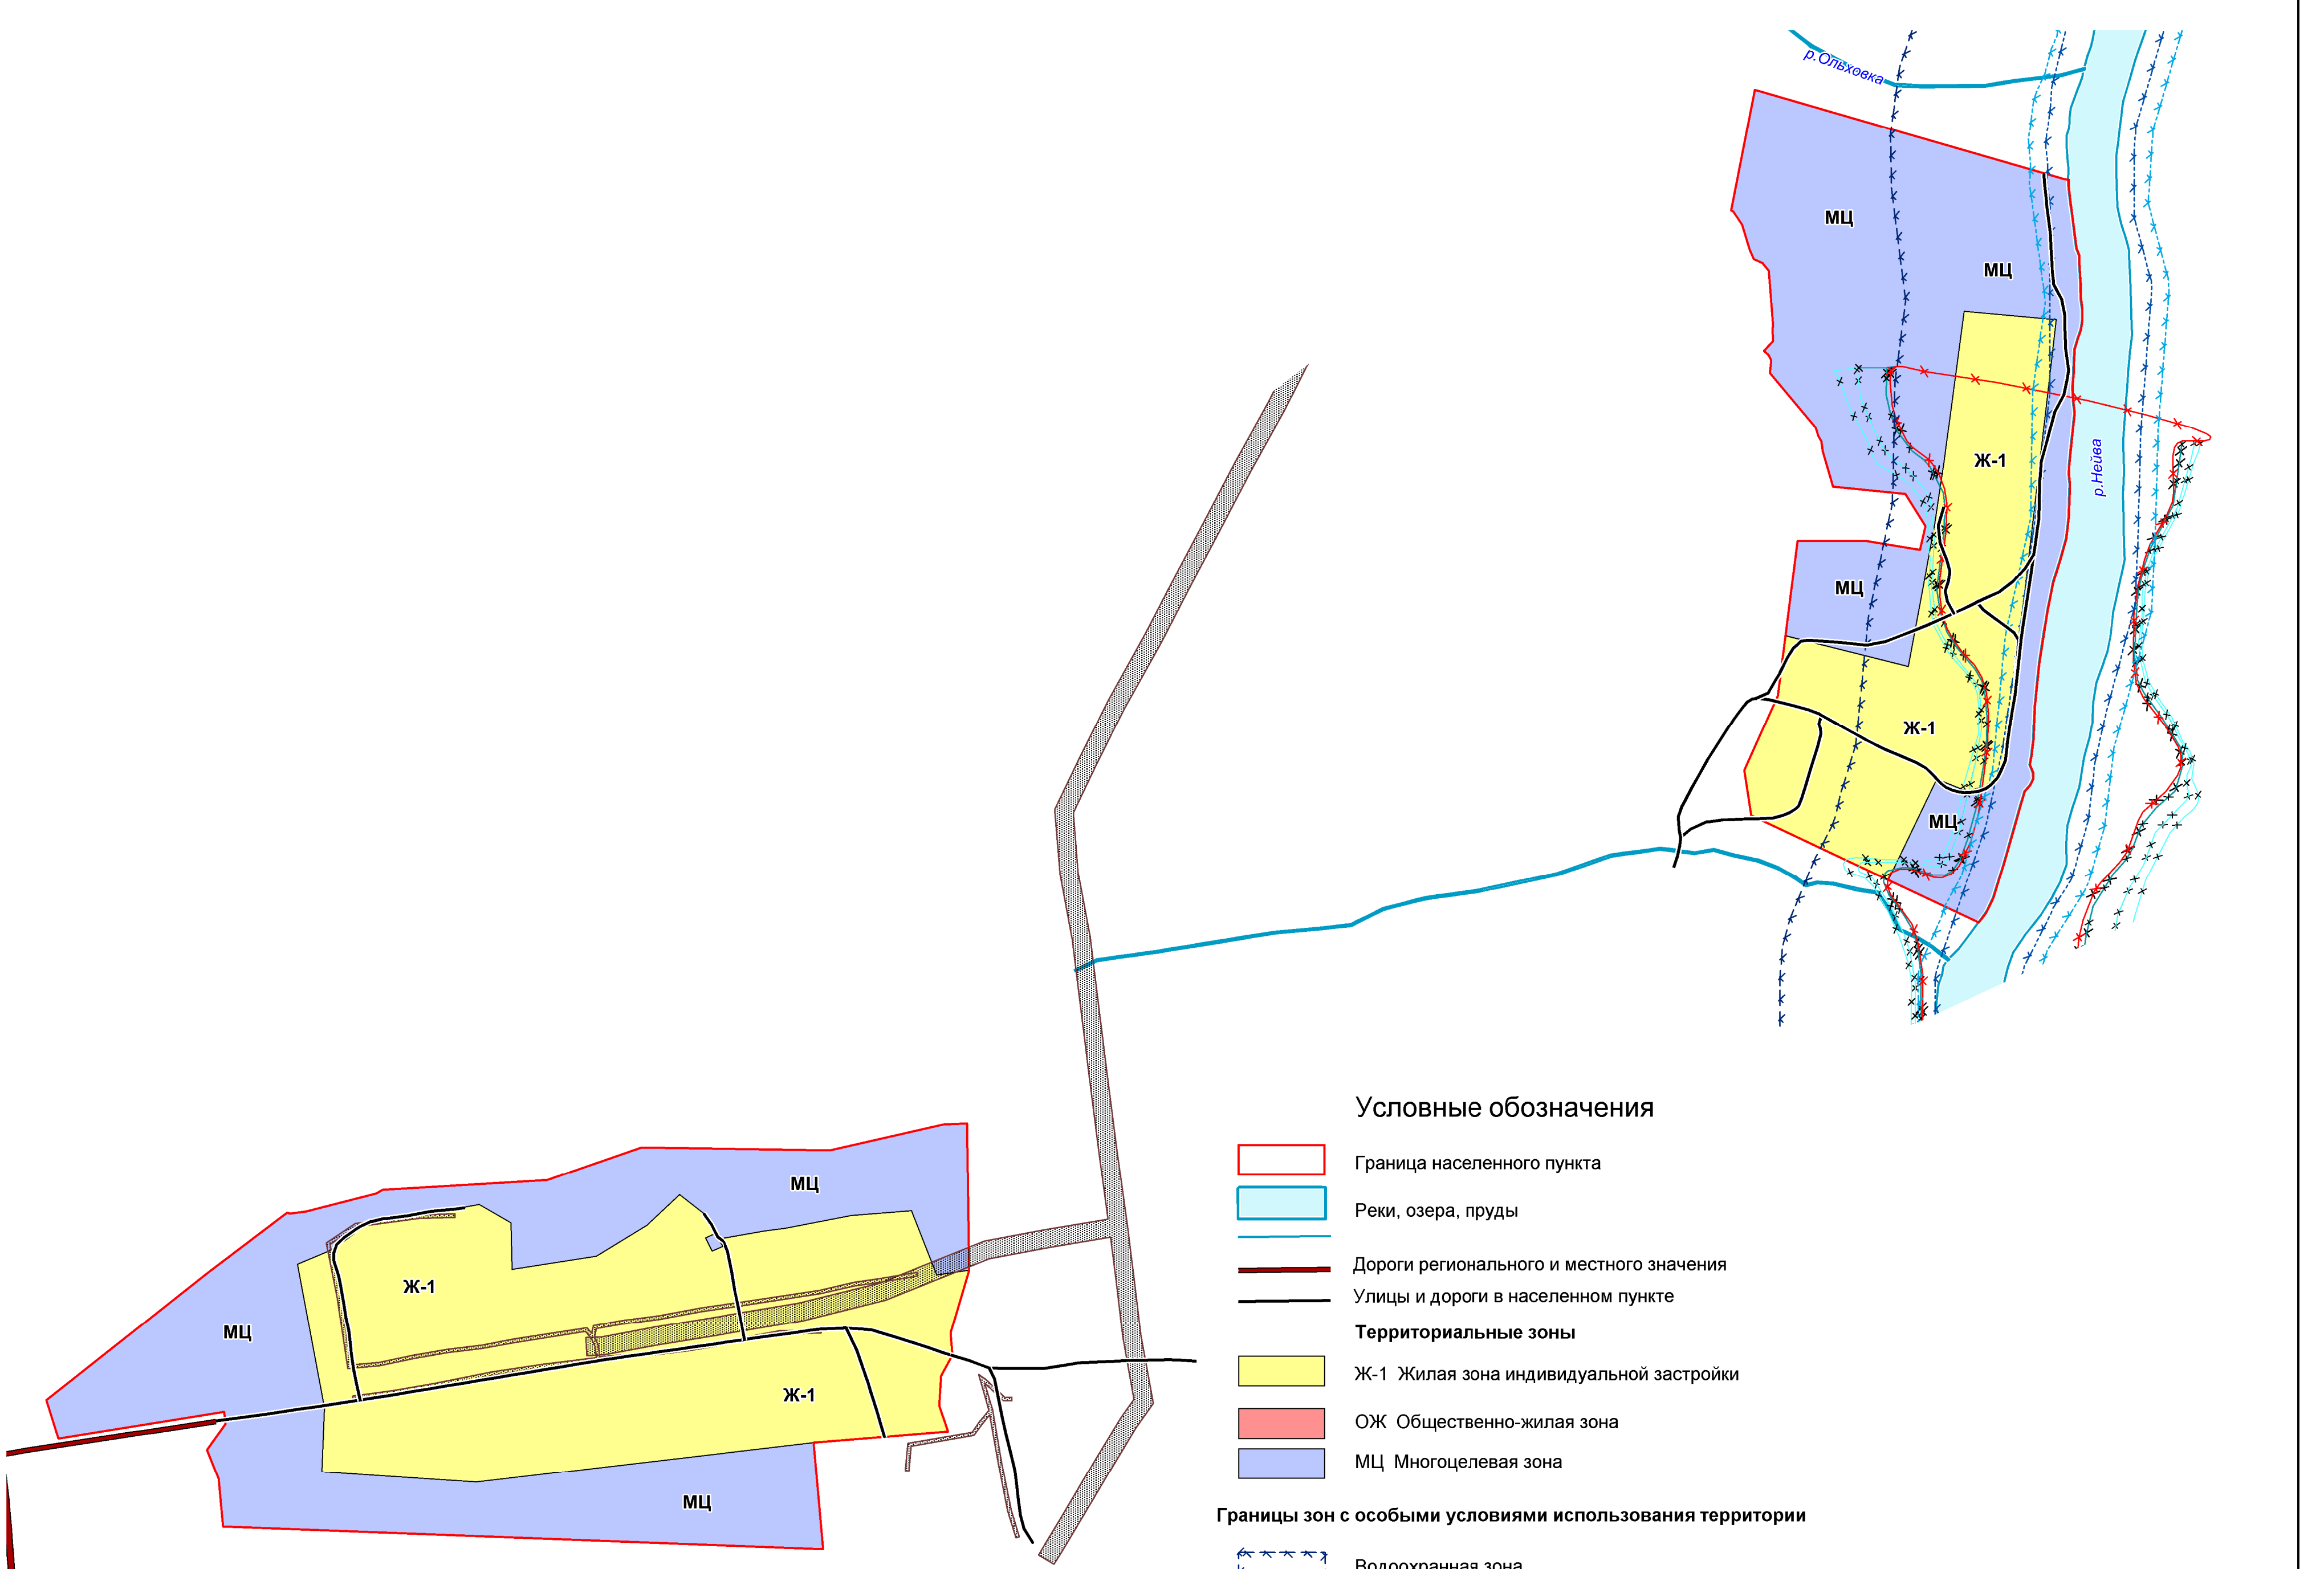 р.Ольховка
МЦ
МЦ
р.Нейва
Ж-1
МЦ
Ж-1
МЦ
МЦ
Ж-1
МЦ
Ж-1
МЦ
Условные обозначения
Граница населенного пункта
Реки, озера, пруды
Дороги регионального и местного значения
Улицы и дороги в населенном пункте
Территориальные зоны
Ж-1 Жилая зона индивидуальной застройки
ОЖ Общественно-жилая зона
МЦ Многоцелевая зона
Границы зон с особыми условиями использования территории
Водоохранная зона